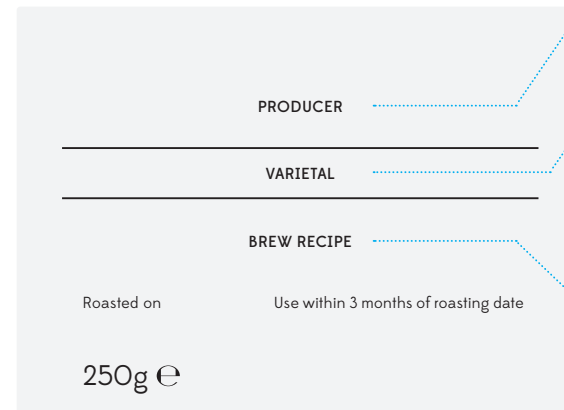 PRODUCER
VARIETAL
BREW RECIPE
Roasted on Use within 3 months of roasting date
250g ℮